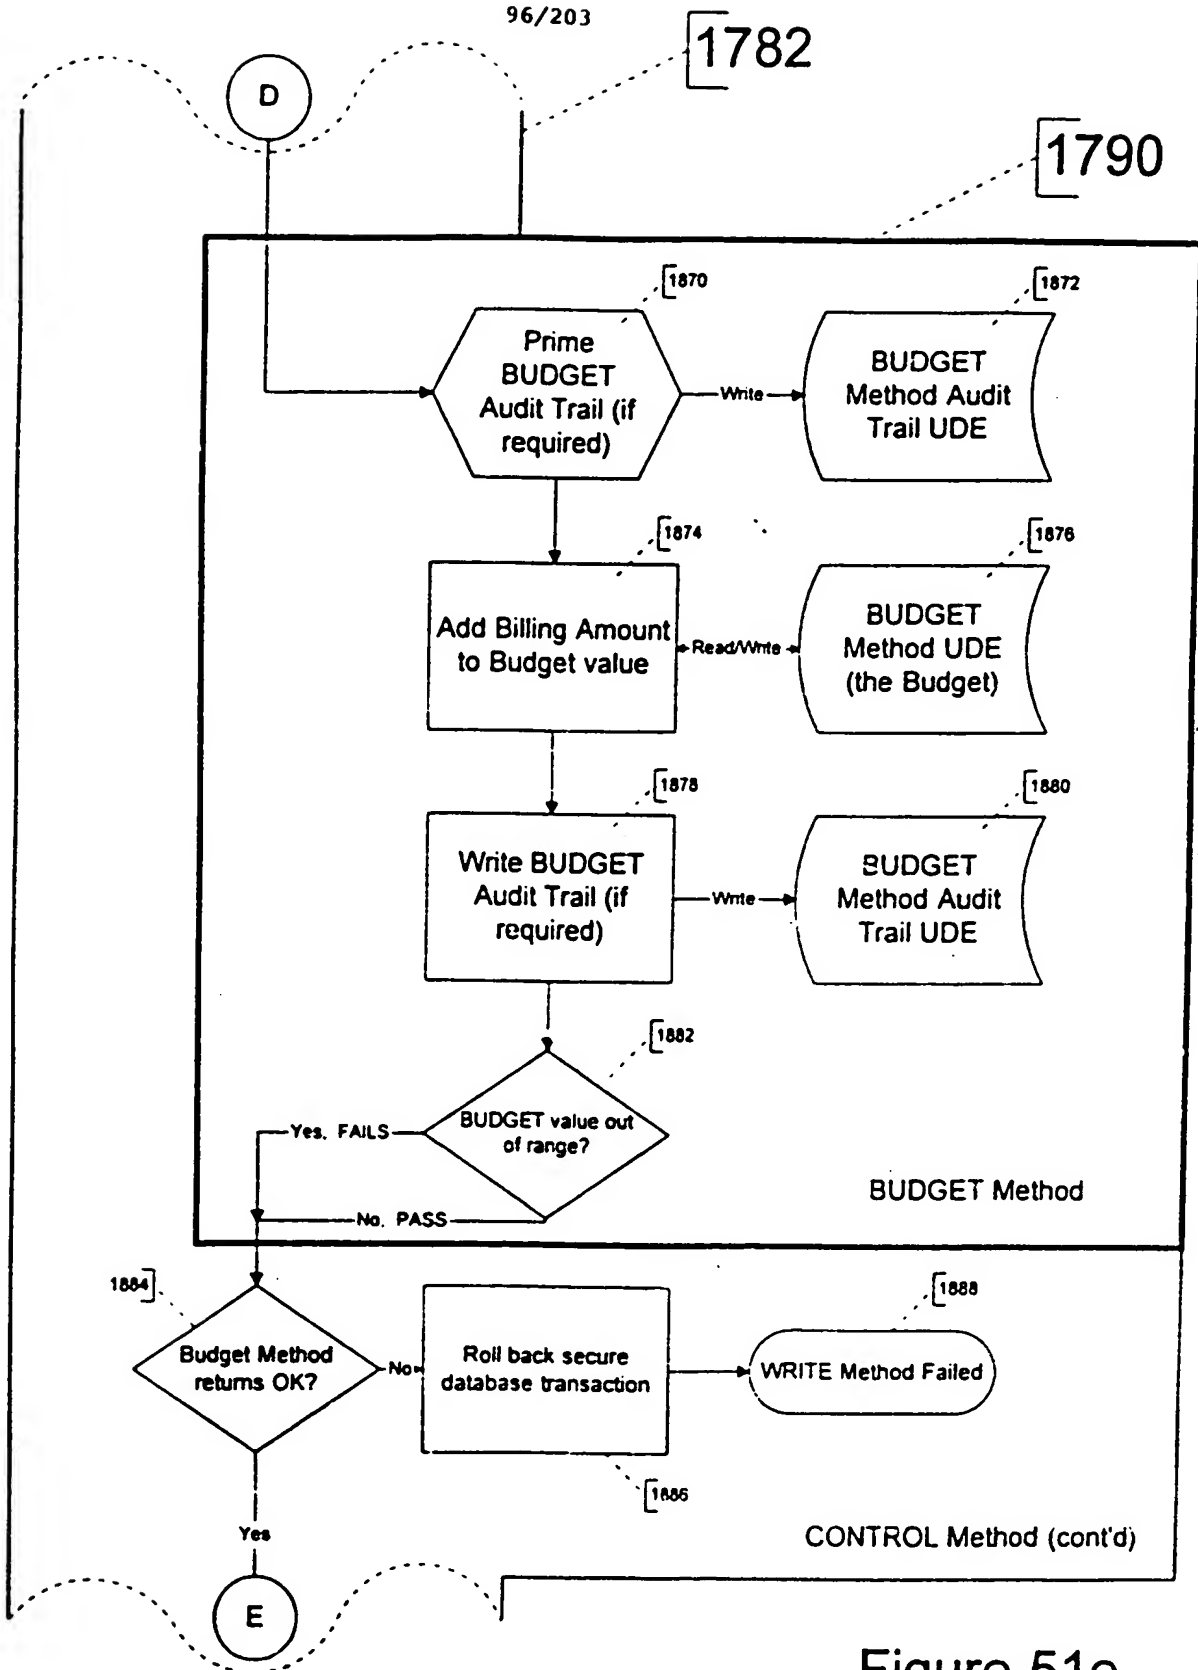 96/203
1782
D
1790
1870
1872
Prime
BUDGET
Audit Trail (if
required)
Write
BUDGET
Method Audit
Trail UDE
1874
1876
Add Billing Amount
to Budget value
Read/Write
BUDGET
Method UDE
(the Budget)
1878
1880
Write BUDGET
Audit Trail (if
required)
Write
BUDGET
Method Audit
Trail UDE
1882
BUDGET value out
of range?
Yes, FAILS
No, PASS
BUDGET Method
1884
1888
Budget Method
returns OK?
No
Roll back secure
database transaction
WRITE Method Failed
1886
Yes
CONTROL Method (cont'd)
E